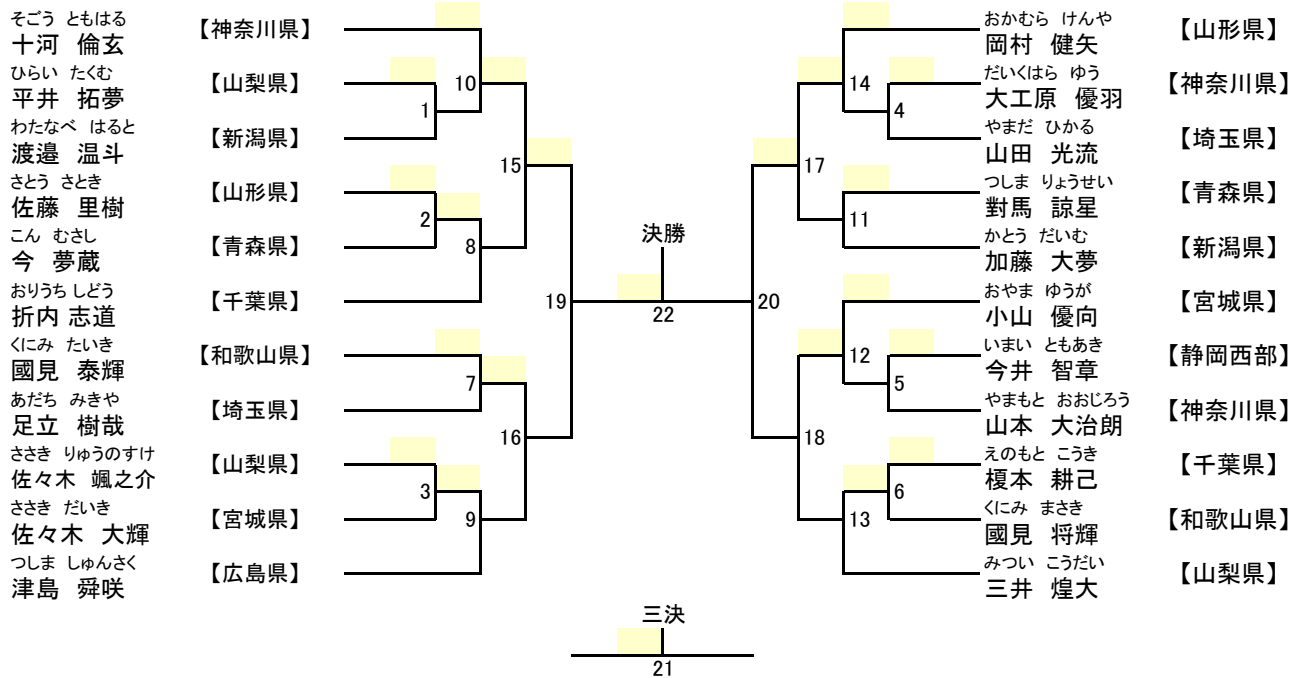 そごう ともはる
十河 倫玄 【神奈川県】
ひらい たくむ
平井 拓夢 【山梨県】
わたなべ はると
渡邉 温斗 【新潟県】
さとう さとき
佐藤 里樹 【山形県】
こん むさし
今 夢蔵 【青森県】
おりうち しどう
折内 志道 【千葉県】
くにみ たいき
國見 泰輝 【和歌山県】
あだち みきや
足立 樹哉 【埼玉県】
ささき りゅうのすけ
佐々木 颯之介 【山梨県】
ささき だいき
佐々木 大輝 【宮城県】
つしま しゅんさく
津島 舜咲 【広島県】
10
1
15
2
8
19
7
16
3
9
決勝
22
三決
21
14
4
17
11
20
12
5
18
6
13
おかむら けんや
岡村 健矢 【山形県】
だいくはら ゆう
大工原 優羽 【神奈川県】
やまだ ひかる
山田 光流 【埼玉県】
つしま りょうせい
對馬 諒星 【青森県】
かとう だいむ
加藤 大夢 【新潟県】
おやま ゆうが
小山 優向 【宮城県】
いまい ともあき
今井 智章 【静岡西部】
やまもと おおじろう
山本 大治朗 【神奈川県】
えのもと こうき
榎本 耕己 【千葉県】
くにみ まさき
國見 将輝 【和歌山県】
みつい こうだい
三井 煌大 【山梨県】